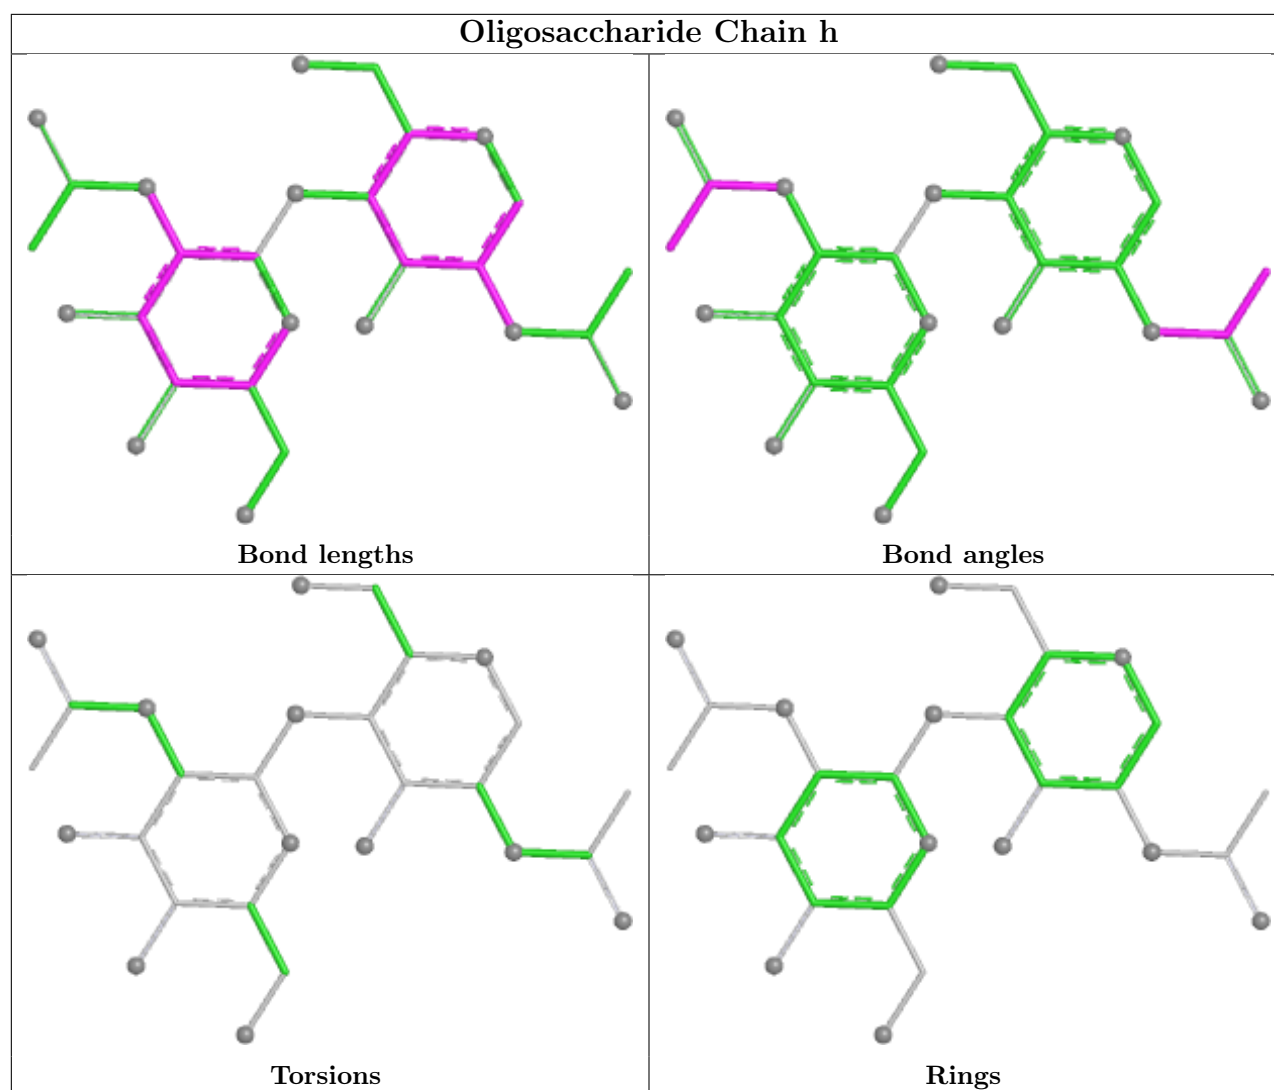 Oligosaccharide Chain h
Bond lengths
Bond angles
Torsions
Rings